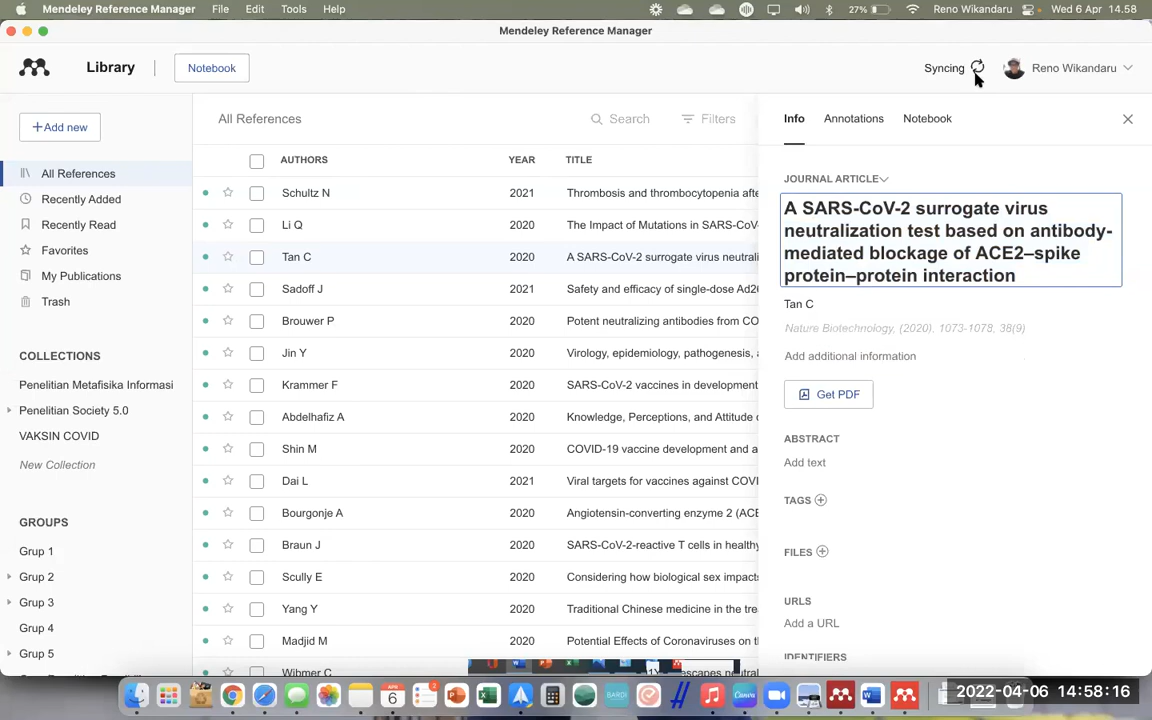 Mendeley Reference Manager File Edit Tools Help 27% Reno Wikandaru Wed 6 Apr 14.58
Mendeley Reference Manager
Library Notebook Syncing Reno Wikandaru
+Add new
All References
Recently Added
Recently Read
Favorites
My Publications
Trash
COLLECTIONS
Penelitian Metafisika Informasi
Penelitian Society 5.0
VAKSIN COVID
New Collection
GROUPS
Grup 1
Grup 2
Grup 3
Grup 4
Grup 5
All References Search Filters
AUTHORS YEAR TITLE
Schultz N 2021 Thrombosis and thrombocytopenia afte
Li Q 2020 The Impact of Mutations in SARS-CoV-
Tan C 2020 A SARS-CoV-2 surrogate virus neutrali
Sadoff J 2021 Safety and efficacy of single-dose Ad26
Brouwer P 2020 Potent neutralizing antibodies from CO
Jin Y 2020 Virology, epidemiology, pathogenesis, a
Krammer F 2020 SARS-CoV-2 vaccines in development
Abdelhafiz A 2020 Knowledge, Perceptions, and Attitude o
Shin M 2020 COVID-19 vaccine development and a
Dai L 2021 Viral targets for vaccines against COVI
Bourgonje A 2020 Angiotensin-converting enzyme 2 (ACE
Braun J 2020 SARS-CoV-2-reactive T cells in healthy
Scully E 2020 Considering how biological sex impacts
Yang Y 2020 Traditional Chinese medicine in the tre
Madjid M 2020 Potential Effects of Coronaviruses on t
Wibmer C escapes neutral
Info Annotations Notebook
JOURNAL ARTICLE
A SARS-CoV-2 surrogate virus
neutralization test based on antibody-
mediated blockage of ACE2–spike
protein–protein interaction
Tan C
Nature Biotechnology, (2020), 1073-1078, 38(9)
Add additional information
Get PDF
ABSTRACT
Add text
TAGS
FILES
URLS
Add a URL
IDENTIFIERS
2022-04-06 14:58:16